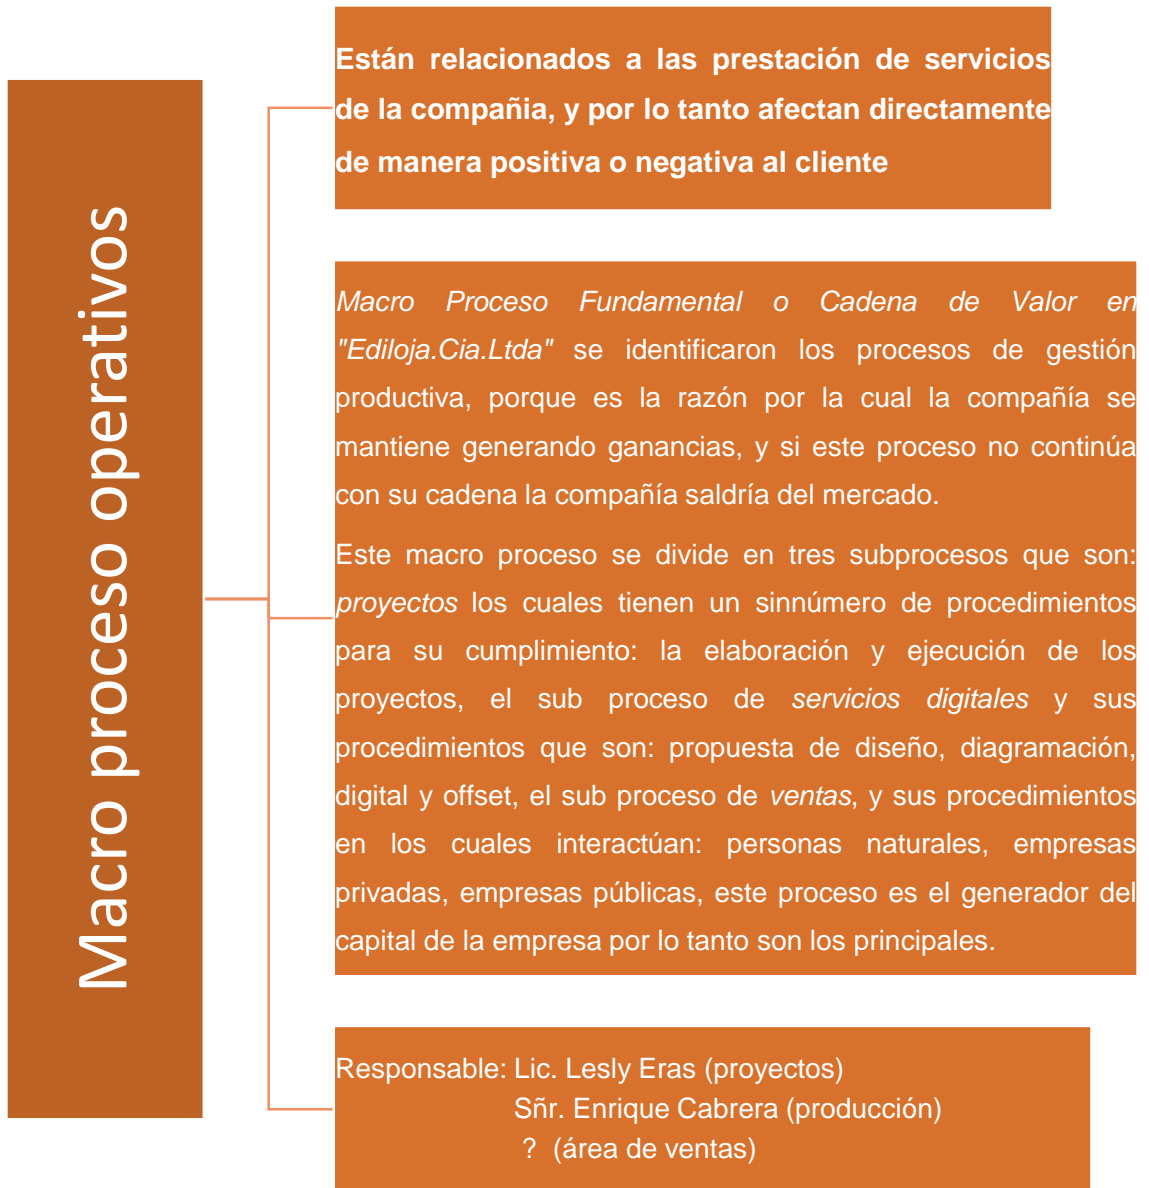 Macro proceso operativos
Están relacionados a las prestación de servicios
de la compañia, y por lo tanto afectan directamente
de manera positiva o negativa al cliente
Macro Proceso Fundamental o Cadena de Valor en
"Ediloja.Cia.Ltda" se identificaron los procesos de gestión
productiva, porque es la razón por la cual la compañía se
mantiene generando ganancias, y si este proceso no continúa
con su cadena la compañía saldría del mercado.
Este macro proceso se divide en tres subprocesos que son:
proyectos los cuales tienen un sinnúmero de procedimientos
para su cumplimiento: la elaboración y ejecución de los
proyectos, el sub proceso de servicios digitales y sus
procedimientos que son: propuesta de diseño, diagramación,
digital y offset, el sub proceso de ventas, y sus procedimientos
en los cuales interactúan: personas naturales, empresas
privadas, empresas públicas, este proceso es el generador del
capital de la empresa por lo tanto son los principales.
Responsable: Lic. Lesly Eras (proyectos)
Sñr. Enrique Cabrera (producción)
? (área de ventas)